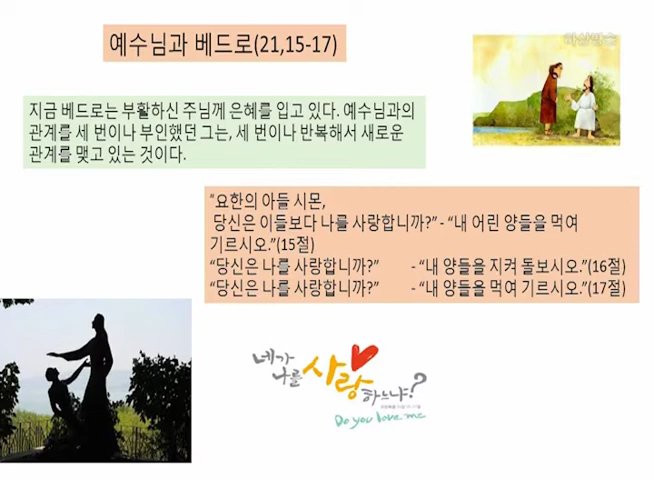 예수님과 베드로(21,15-17)
지금 베드로는 부활하신 주님께 은혜를 입고 있다. 예수님과의
관계를 세 번이나 부인했던 그는, 세 번이나 반복해서 새로운
관계를 맺고 있는 것이다.
“요한의 아들 시몬,
당신은 이들보다 나를 사랑합니까?” - “내 어린 양들을 먹여
기르시오.”(15절)
“당신은 나를 사랑합니까?” - “내 양들을 지켜 돌보시오.”(16절)
“당신은 나를 사랑합니까?” - “내 양들을 먹여 기르시오.”(17절)
네가
나를 사랑하느냐?
Do you love me